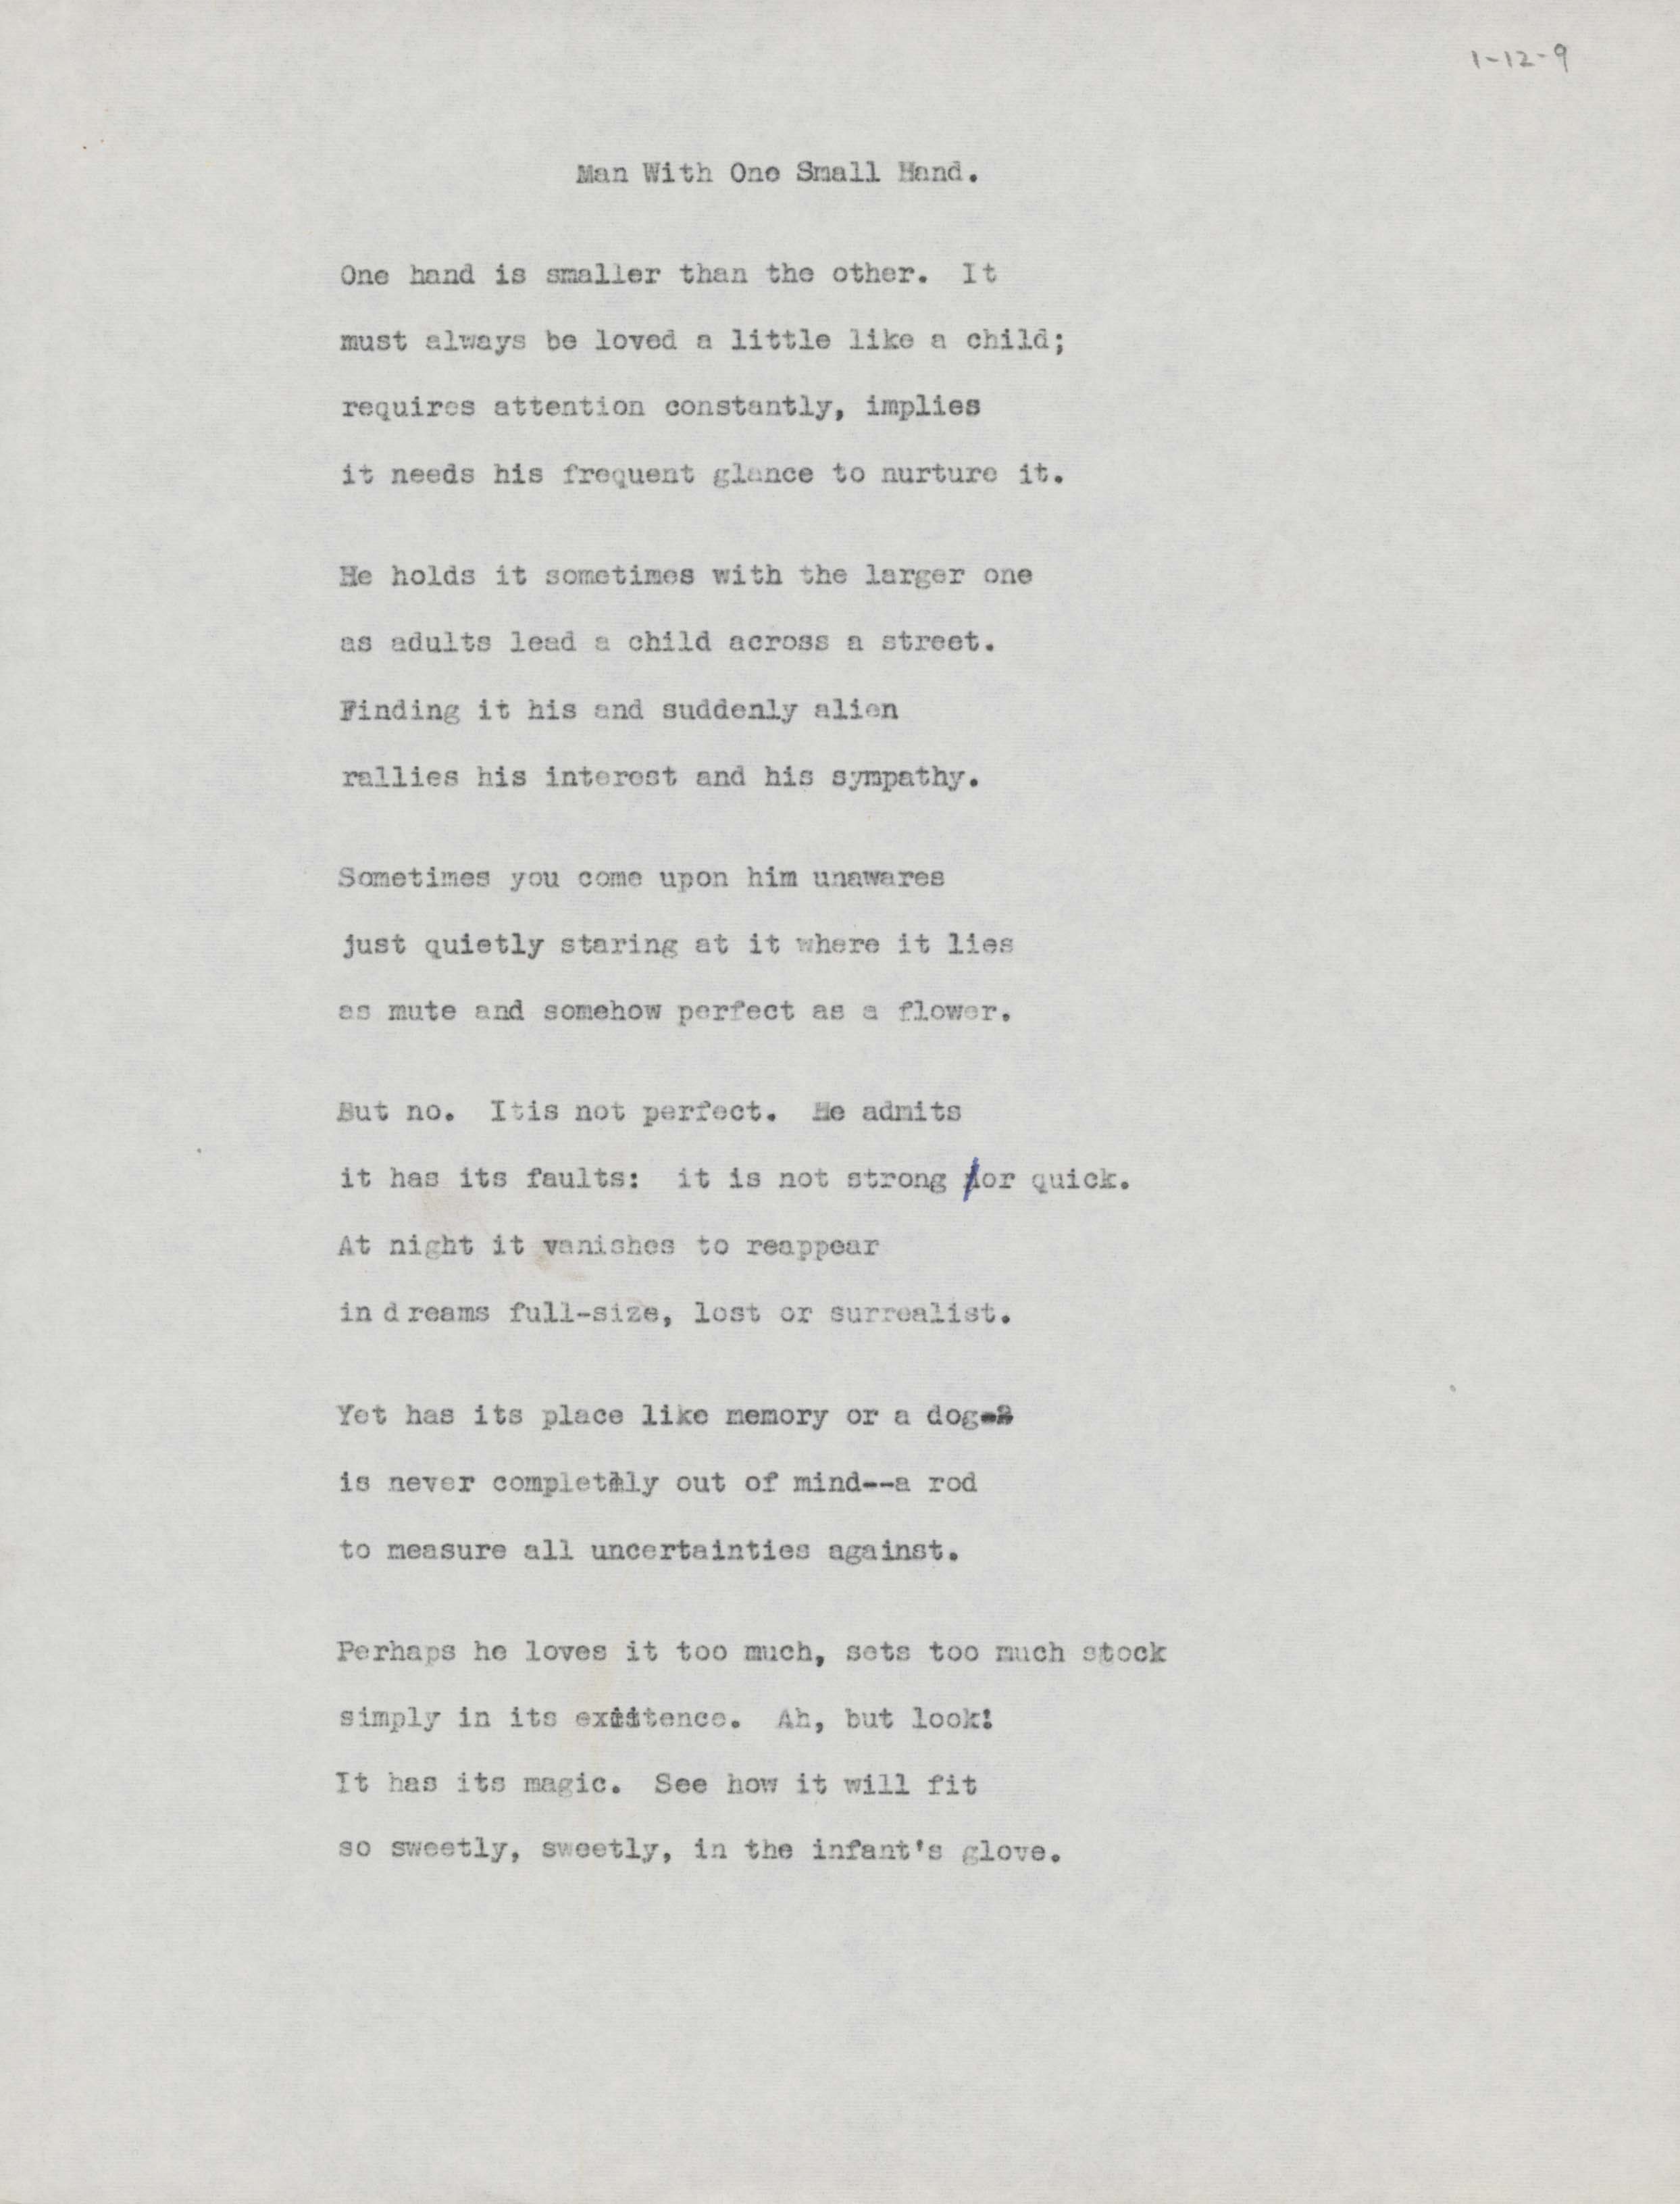 1-12-9
Man With One Small Hand.
One hand is smaller than the other.  It
must always be loved a little like a child;
requires attention constantly, implies
it needs his frequent glance to nurture it.
He holds it sometimes with the larger one
as adults lead a child across a street.
Finding it his and suddenly alien
rallies his interest and his sympathy.
Sometimes you come upon him unawares
just quietly staring at it where it lies
as mute and somehow perfect as a flower.
But no.  Itis not perfect.  He admits
it has its faults:  it is not strong or quick.
At night it vanishes to reappear
in dreams full-size, lost or surrealist.
Yet has its place like memory or a dog--
is never completely out of mind--a rod
to measure all uncertainties against.
Perhaps he loves it too much, sets too much stock
simply in its existence.  Ah, but look!
It has its magic.  See how it will fit
so sweetly, sweetly, in the infant's glove.